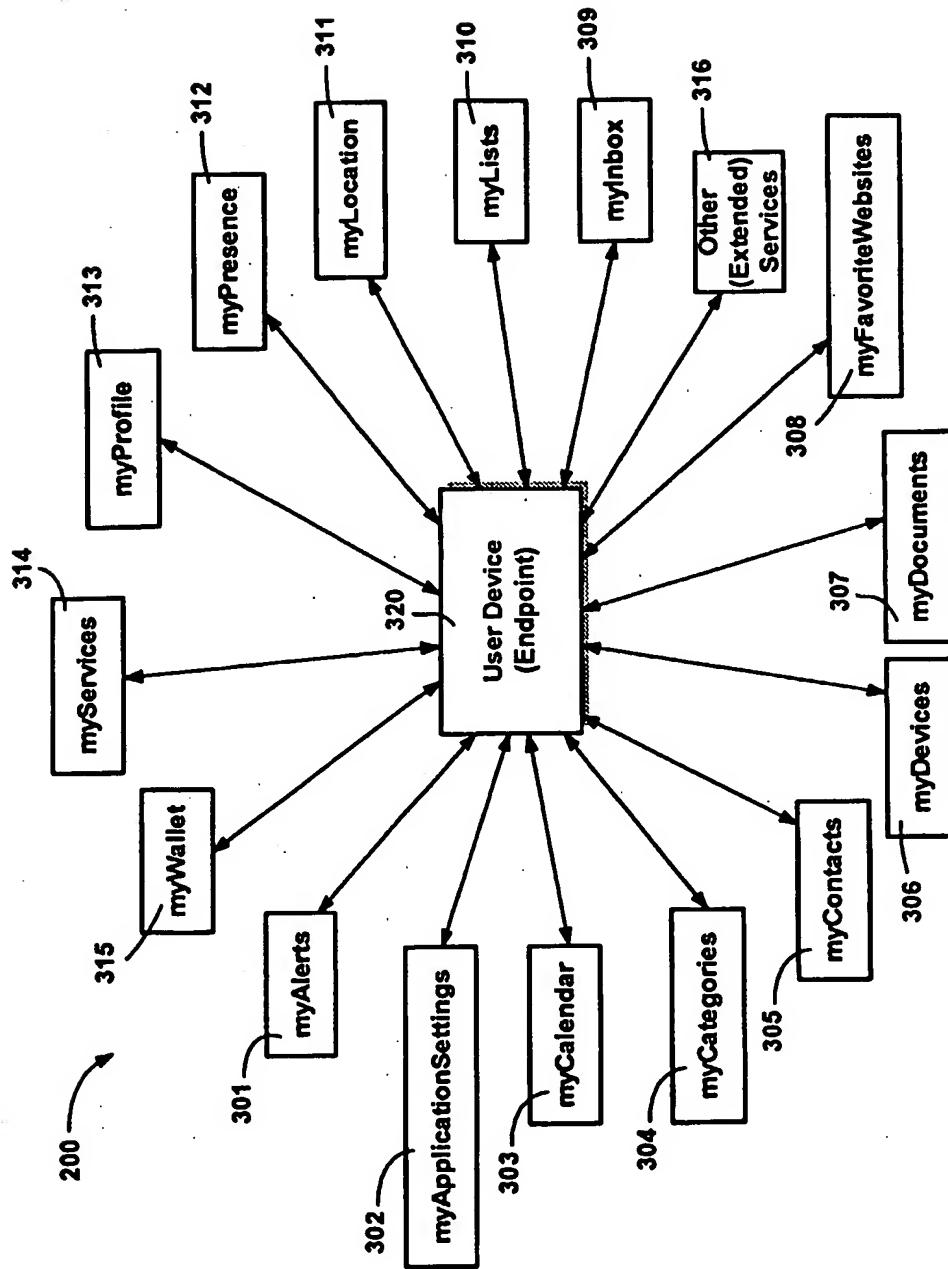 200
314
myServices
313
myProfile
312
myPresence
311
myLocation
310
myLists
309
myInbox
316
Other
(Extended)
Services
308
myFavoriteWebsites
307
myDocuments
306
myDevices
305
myContacts
304
myCategories
303
myCalendar
302
myApplicationSettings
301
myAlerts
315
myWallet
320
User Device
(Endpoint)